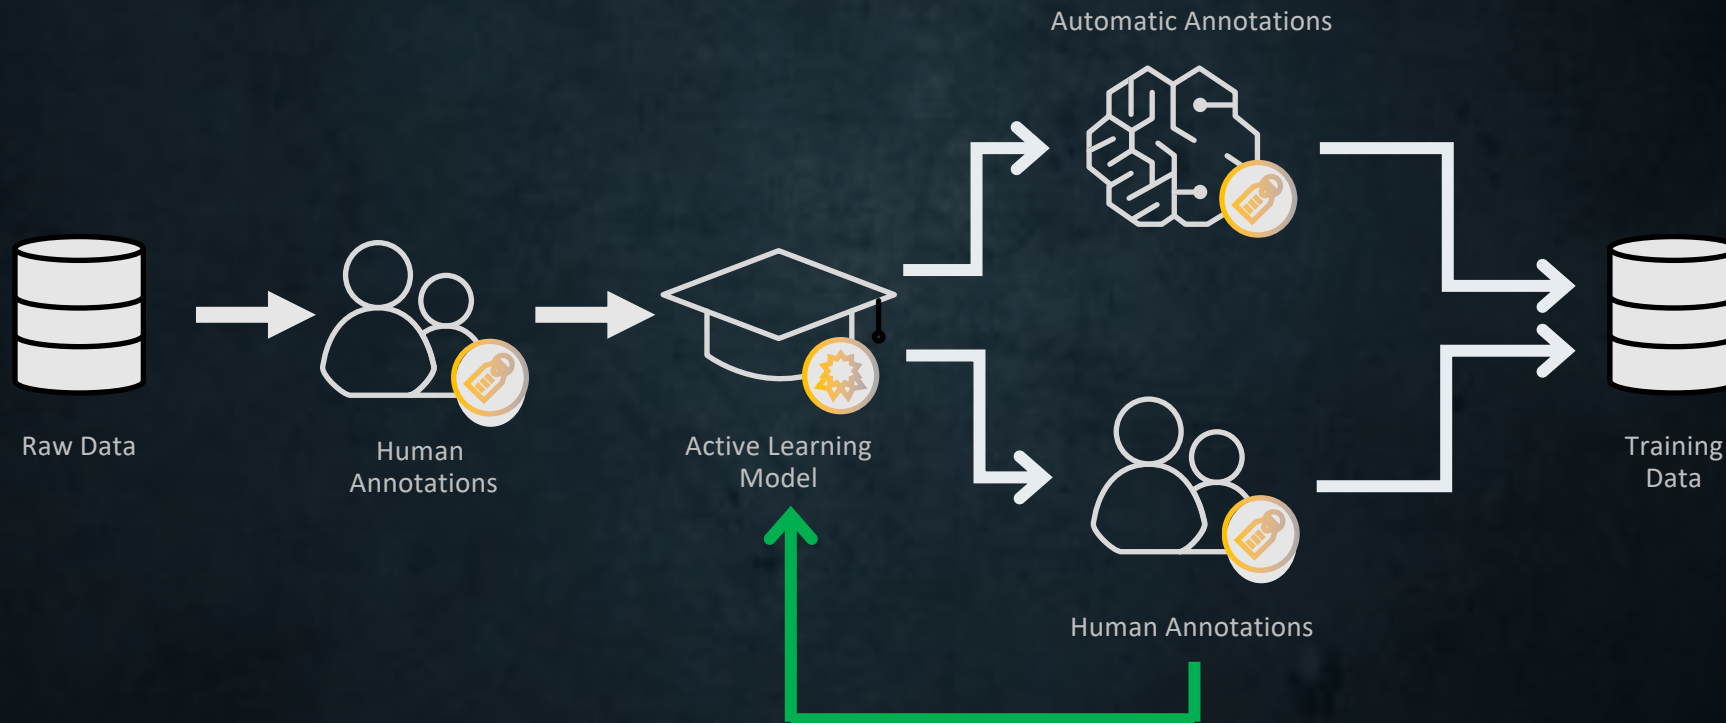 Automatic Annotations
Raw Data
Human
Annotations
Active Learning
Model
Training
Data
Human Annotations